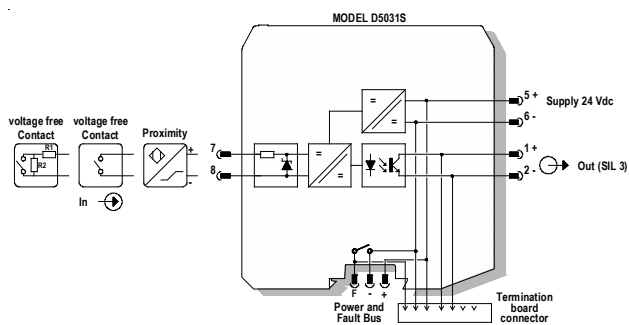 MODEL D5031S
5 +
Supply 24 Vdc
6 -
voltage free
Contact
R1
R2
voltage free
Contact
Proximity
+
-
7
8
=
=
=
=
1 +
2 -
Out (SIL 3)
In
F - +
Power and
Fault Bus
Termination
board
connector